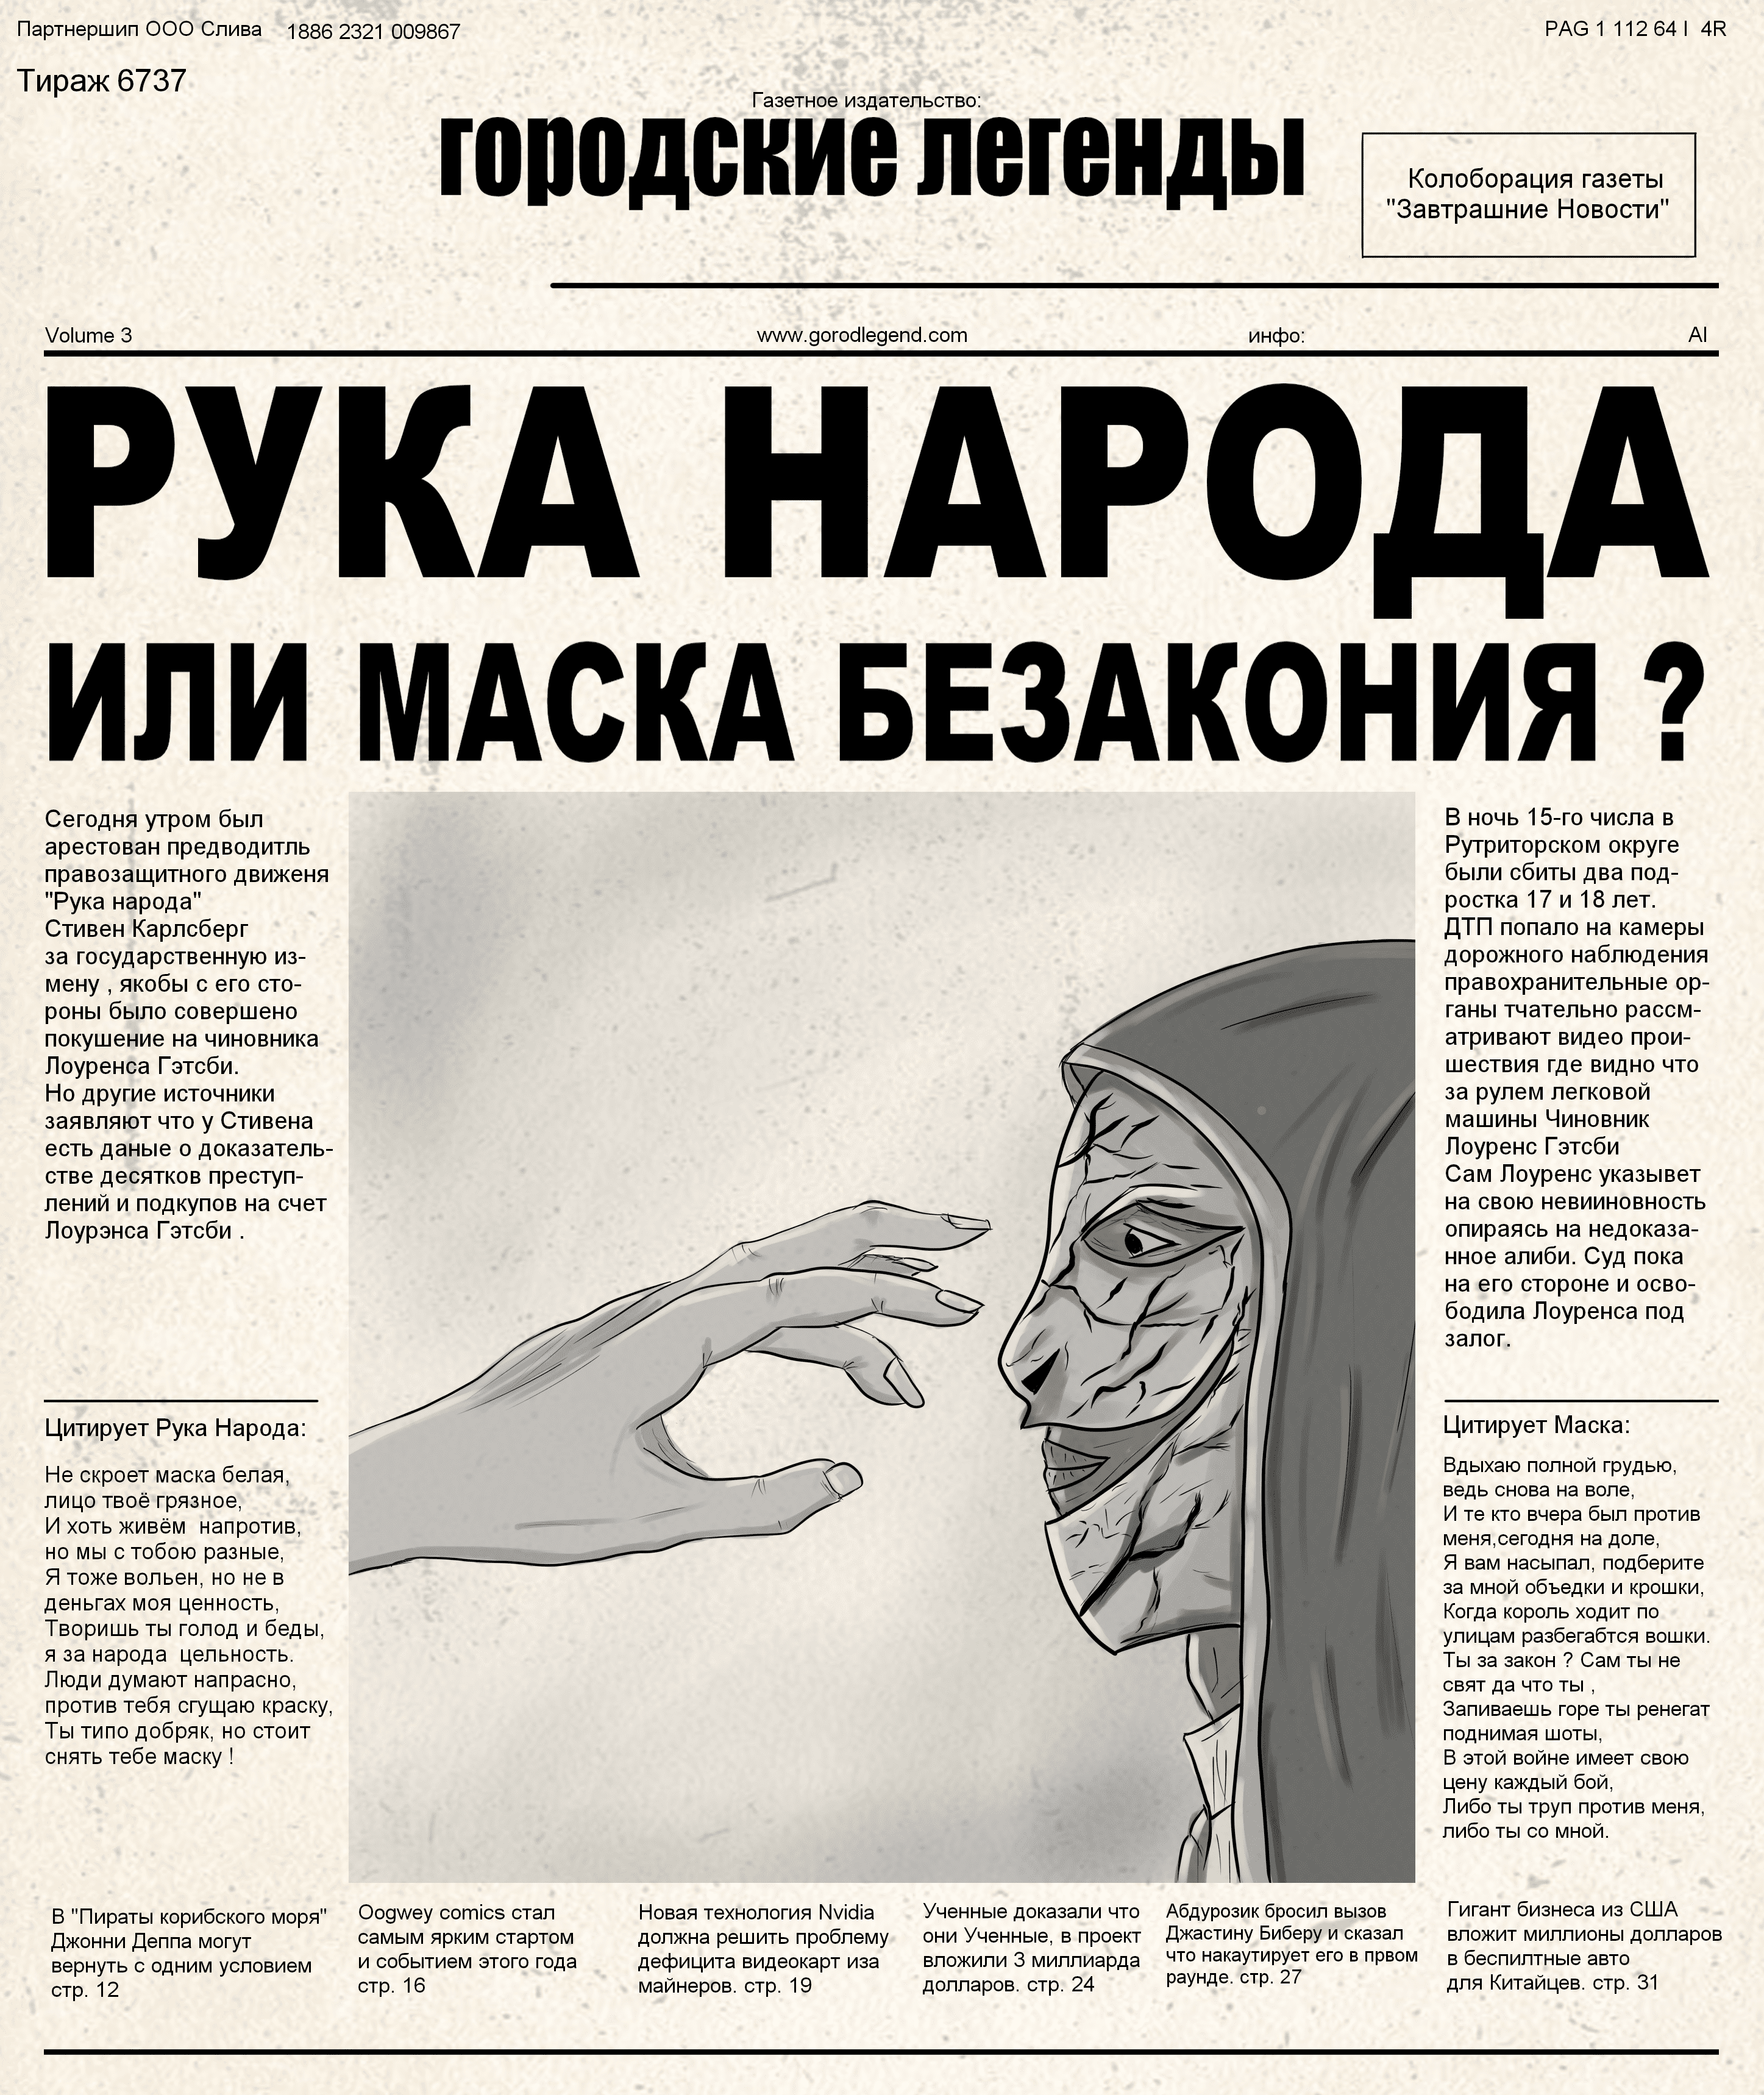 Партнершип ООО Слива 1886 2321 009867
PAG 1 112 64 I 4R
Тираж 6737
Газетное издательство:
городские легенды
Колоборация газеты
"Завтрашние Новости"
Volume 3
www.gorodlegend.com
инфо:
AI
РУКА НАРОДА
ИЛИ МАСКА БЕЗАКОНИЯ ?
Сегодня утром был
арестован предводитль
правозащитного движеня
"Рука народа"
Стивен Карлсберг
за государственную из-
мену , якобы с его сто-
роны было совершено
покушение на чиновника
Лоуренса Гэтсби.
Но другие источники
заявляют что у Стивена
есть даные о доказатель-
стве десятков преступ-
лений и подкупов на счет
Лоурэнса Гэтсби .
Цитирует Рука Народа:
Не скроет маска белая,
лицо твоё грязное,
И хоть живём напротив,
но мы с тобою разные,
Я тоже вольен, но не в
деньгах моя ценность,
Творишь ты голод и беды,
я за народа цельность.
Люди думают напрасно,
против тебя сгущаю краску,
Ты типо добряк, но стоит
снять тебе маску !
В ночь 15-го числа в
Рутриторском округе
были сбиты два под-
ростка 17 и 18 лет.
ДТП попало на камеры
дорожного наблюдения
правохранительные ор-
ганы тчательно рассм-
атривают видео прои-
шествия где видно что
за рулем легковой
машины Чиновник
Лоуренс Гэтсби
Сам Лоуренс указывет
на свою невииновность
опираясь на недоказа-
нное алиби. Суд пока
на его стороне и осво-
бодила Лоуренса под
залог.
Цитирует Маска:
Вдыхаю полной грудью,
ведь снова на воле,
И те кто вчера был против
меня,сегодня на доле,
Я вам насыпал, подберите
за мной объедки и крошки,
Когда король ходит по
улицам разбегабтся вошки.
Ты за закон ? Сам ты не
свят да что ты ,
Запиваешь горе ты ренегат
поднимая шоты,
В этой войне имеет свою
цену каждый бой,
Либо ты труп против меня,
либо ты со мной.
В "Пираты корибского моря"
Джонни Деппа могут
вернуть с одним условием
стр. 12
Oogwey comics стал
самым ярким стартом
и событием этого года
стр. 16
Новая технология Nvidia
должна решить проблему
дефицита видеокарт иза
майнеров. стр. 19
Ученные доказали что
они Ученные, в проект
вложили 3 миллиарда
долларов. стр. 24
Абдурозик бросил вызов
Джастину Биберу и сказал
что накаутирует его в првом
раунде. стр. 27
Гигант бизнеса из США
вложит миллионы долларов
в беспилтные авто
для Китайцев. стр. 31